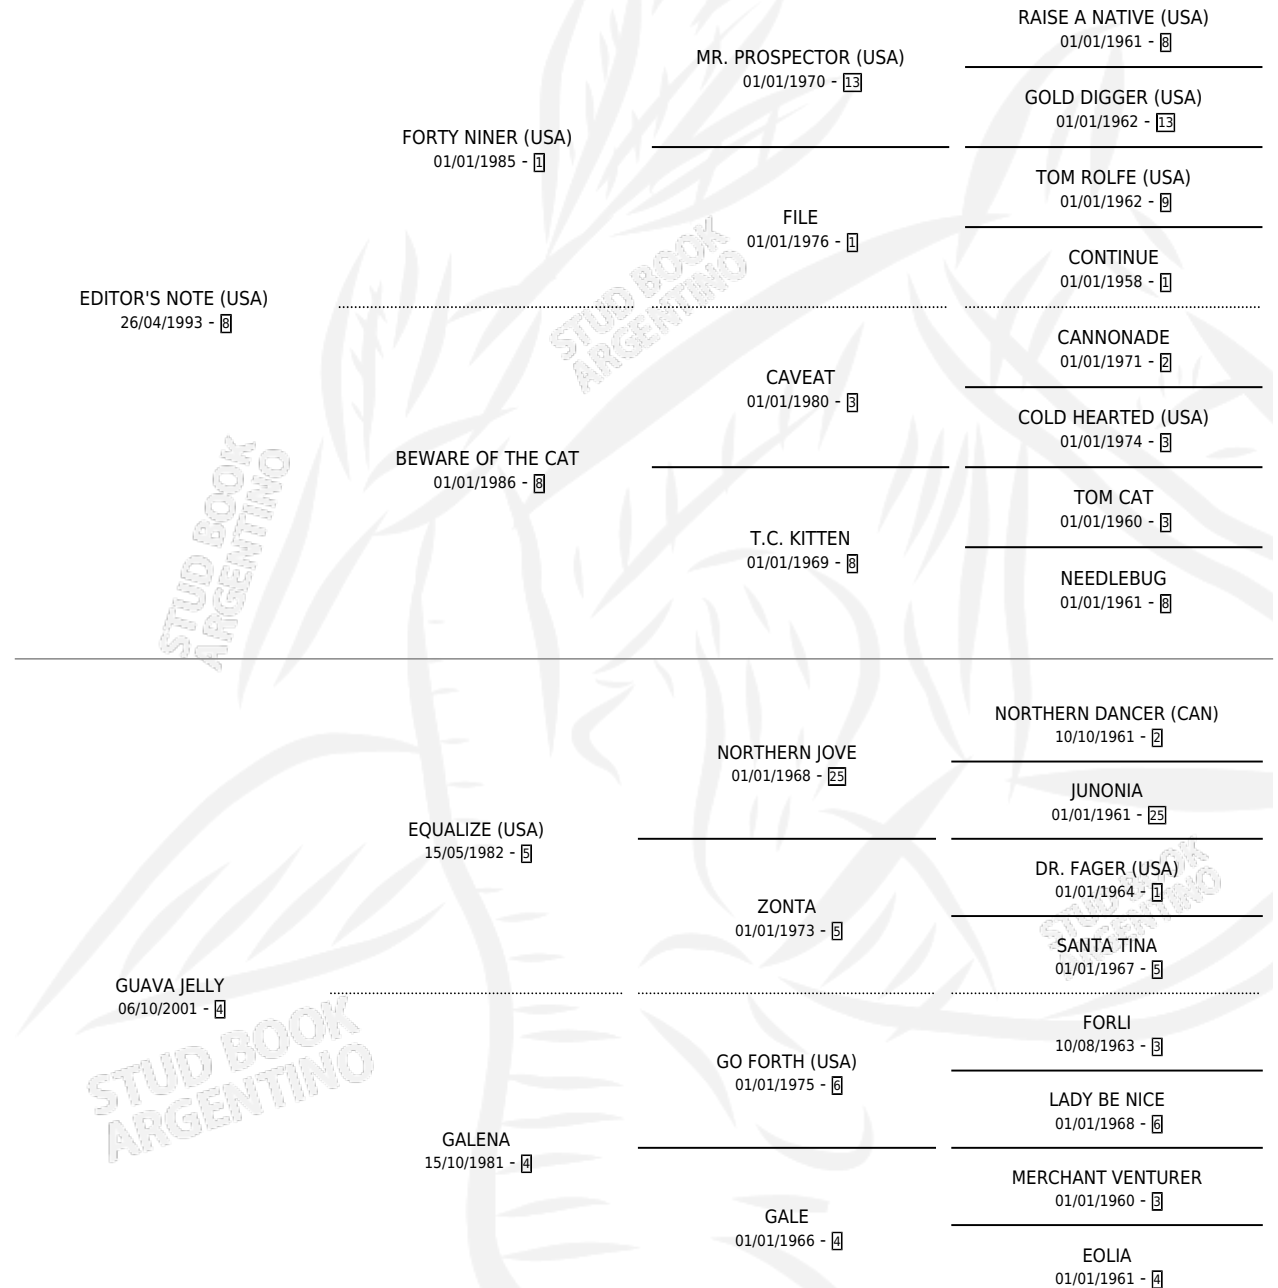 RAISE A NATIVE (USA)
01/01/1961 - 8
MR. PROSPECTOR (USA)
01/01/1970 - 13
GOLD DIGGER (USA)
01/01/1962 - 13
FORTY NINER (USA)
01/01/1985 - 1
TOM ROLFE (USA)
01/01/1962 - 9
FILE
01/01/1976 - 1
CONTINUE
01/01/1958 - 1
EDITOR'S NOTE (USA)
26/04/1993 - 8
CANNONADE
01/01/1971 - 2
CAVEAT
01/01/1980 - 3
COLD HEARTED (USA)
01/01/1974 - 3
BEWARE OF THE CAT
01/01/1986 - 8
TOM CAT
01/01/1960 - 3
T.C. KITTEN
01/01/1969 - 8
NEEDLEBUG
01/01/1961 - 8
STUD BOOK
ARGENTINO
STUD BOOK
ARGENTINO
NORTHERN DANCER (CAN)
10/10/1961 - 2
NORTHERN JOVE
01/01/1968 - 25
JUNONIA
01/01/1961 - 25
EQUALIZE (USA)
15/05/1982 - 5
DR. FAGER (USA)
01/01/1964 - 1
ZONTA
01/01/1973 - 5
SANTA TINA
01/01/1967 - 5
GUAVA JELLY
06/10/2001 - 4
FORLI
10/08/1963 - 3
GO FORTH (USA)
01/01/1975 - 6
LADY BE NICE
01/01/1968 - 6
GALENA
15/10/1981 - 4
MERCHANT VENTURER
01/01/1960 - 3
GALE
01/01/1966 - 4
EOLIA
01/01/1961 - 4
STUD BOOK
ARGENTINO
STUD BOOK
ARGENTINO